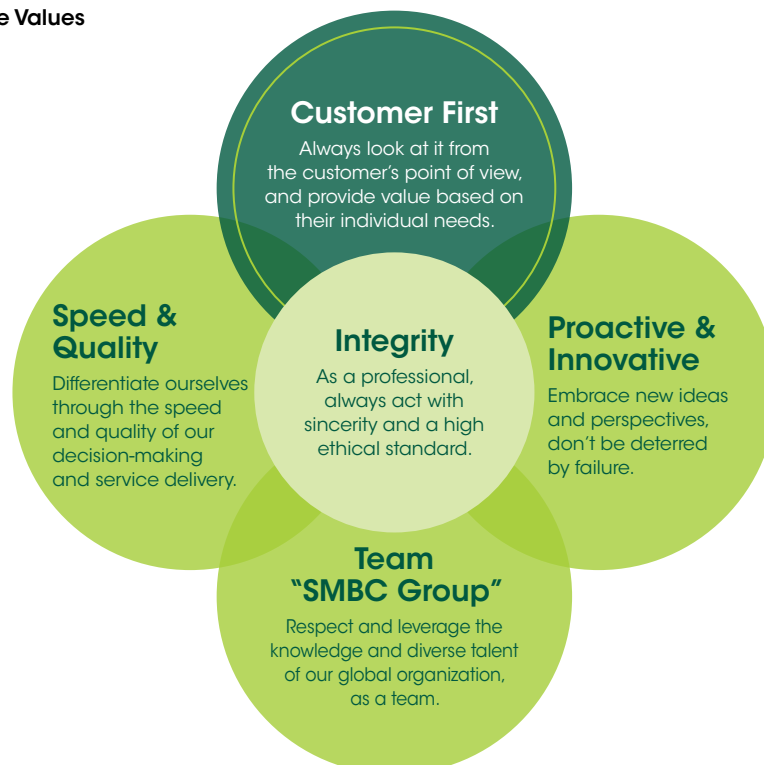 e Values
Customer First
Always look at it from
the customer's point of view,
and provide value based on
their individual needs.
Speed &
Quality
Differentiate ourselves
through the speed
and quality of our
decision-making
and service delivery.
Integrity
As a professional,
always act with
sincerity and a high
ethical standard.
Proactive &
Innovative
Embrace new ideas
and perspectives,
don't be deterred
by failure.
Team
“SMBC Group”
Respect and leverage the
knowledge and diverse talent
of our global organization,
as a team.